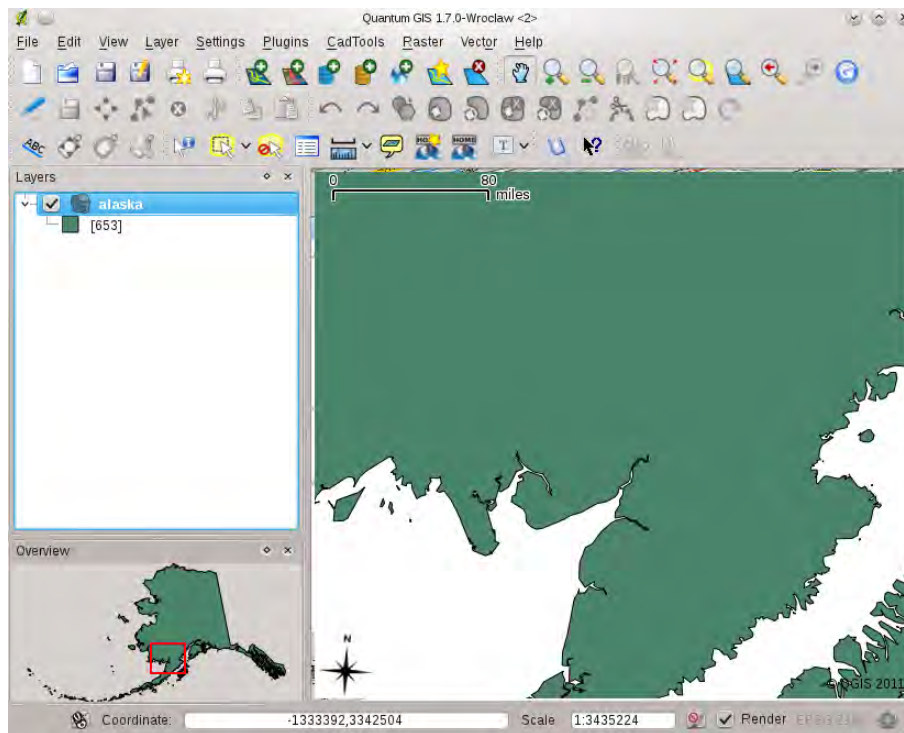 Quantum GIS 1.7.0-Wroclaw <2>
File Edit View Layer Settings Plugins CadTools Raster Vector Help
ABC
T
Layers
alaska
[653]
0 80
miles
Overview
N
© QGIS 2011
Coordinate: -1333392,3342504 Scale 1:3435224 Render